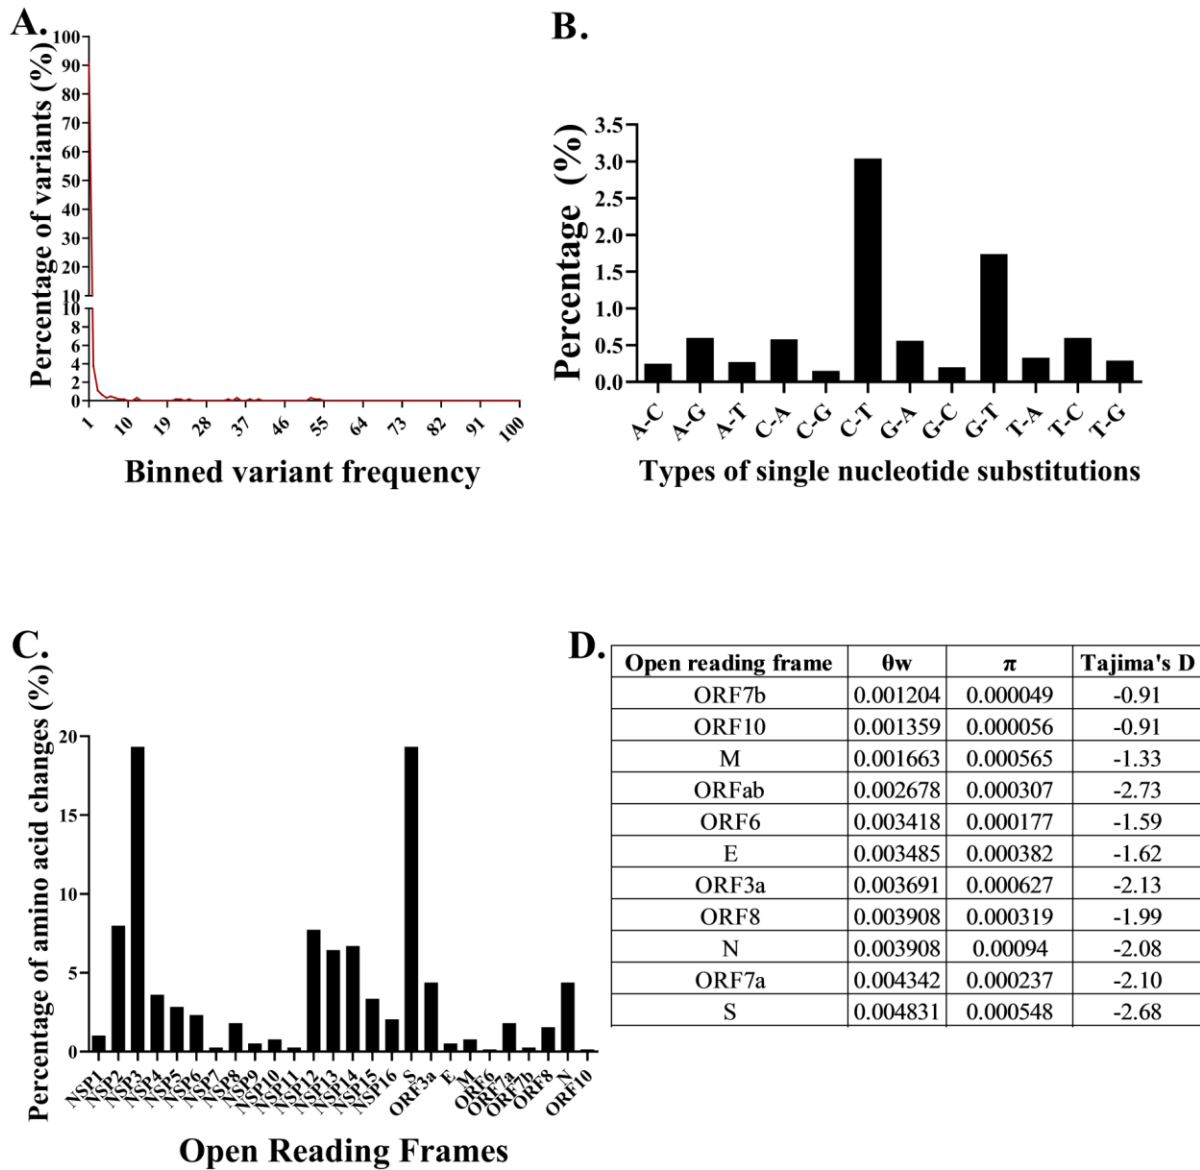 A.
Percentage of variants (%)
100
90
80
70
60
50
40
30
20
10
10
8
6
4
2
0
1
10
19
28
37
46
55
64
73
82
91
100
Binned variant frequency
B.
Percentage (%)
3.5
3.0
2.5
2.0
1.5
1.0
0.5
0.0
A-C
A-G
A-T
C-A
C-G
C-T
G-A
G-C
G-T
T-A
T-C
T-G
Types of single nucleotide substitutions
C.
Percentage of amino acid changes (%)
20
15
10
5
0
NSP1
NSP2
NSP3
NSP4
NSP5
NSP6
NSP7
NSP8
NSP9
NSP10
NSP11
NSP12
NSP13
NSP14
NSP15
NSP16
S
ORF3a
E
M
ORF6
ORF7a
ORF7b
ORF8
N
ORF10
Open Reading Frames
D.
Open reading frame θw π Tajima's D
ORF7b 0.001204 0.000049 -0.91
ORF10 0.001359 0.000056 -0.91
M 0.001663 0.000565 -1.33
ORFab 0.002678 0.000307 -2.73
ORF6 0.003418 0.000177 -1.59
E 0.003485 0.000382 -1.62
ORF3a 0.003691 0.000627 -2.13
ORF8 0.003908 0.000319 -1.99
N 0.003908 0.00094 -2.08
ORF7a 0.004342 0.000237 -2.10
S 0.004831 0.000548 -2.68